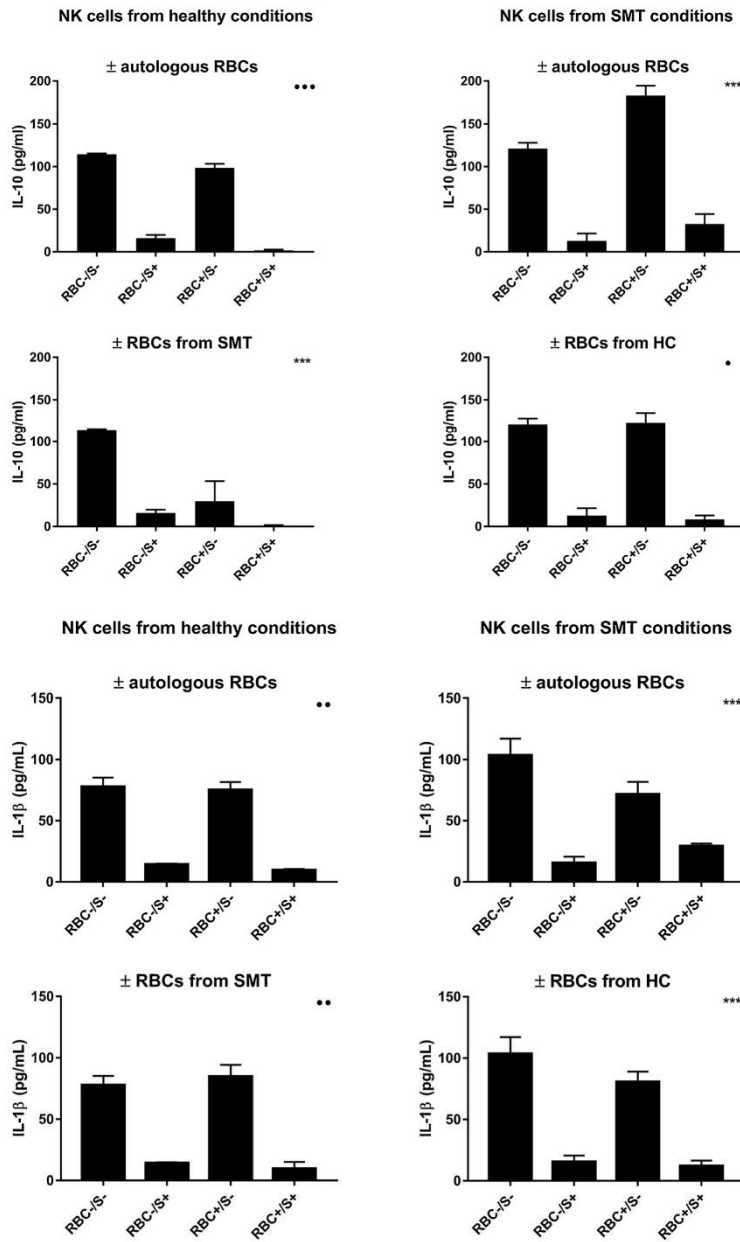 NK cells from healthy conditions
± autologous RBCs
•••
IL-10 (pg/ml)
200
150
100
50
0
RBC-/S-
RBC-/S+
RBC+/S-
RBC+/S+
NK cells from SMT conditions
± autologous RBCs
***
IL-10 (pg/ml)
200
150
100
50
0
RBC-/S-
RBC-/S+
RBC+/S-
RBC+/S+
± RBCs from SMT
***
IL-10 (pg/ml)
200
150
100
50
0
RBC-/S-
RBC-/S+
RBC+/S-
RBC+/S+
± RBCs from HC
•
IL-10 (pg/ml)
200
150
100
50
0
RBC-/S-
RBC-/S+
RBC+/S-
RBC+/S+
NK cells from healthy conditions
± autologous RBCs
••
IL-1β (pg/mL)
150
100
50
0
RBC-/S-
RBC-/S+
RBC+/S-
RBC+/S+
NK cells from SMT conditions
± autologous RBCs
***
IL-1β (pg/mL)
150
100
50
0
RBC-/S-
RBC-/S+
RBC+/S-
RBC+/S+
± RBCs from SMT
••
IL-1β (pg/mL)
150
100
50
0
RBC-/S-
RBC-/S+
RBC+/S-
RBC+/S+
± RBCs from HC
***
IL-1β (pg/mL)
150
100
50
0
RBC-/S-
RBC-/S+
RBC+/S-
RBC+/S+